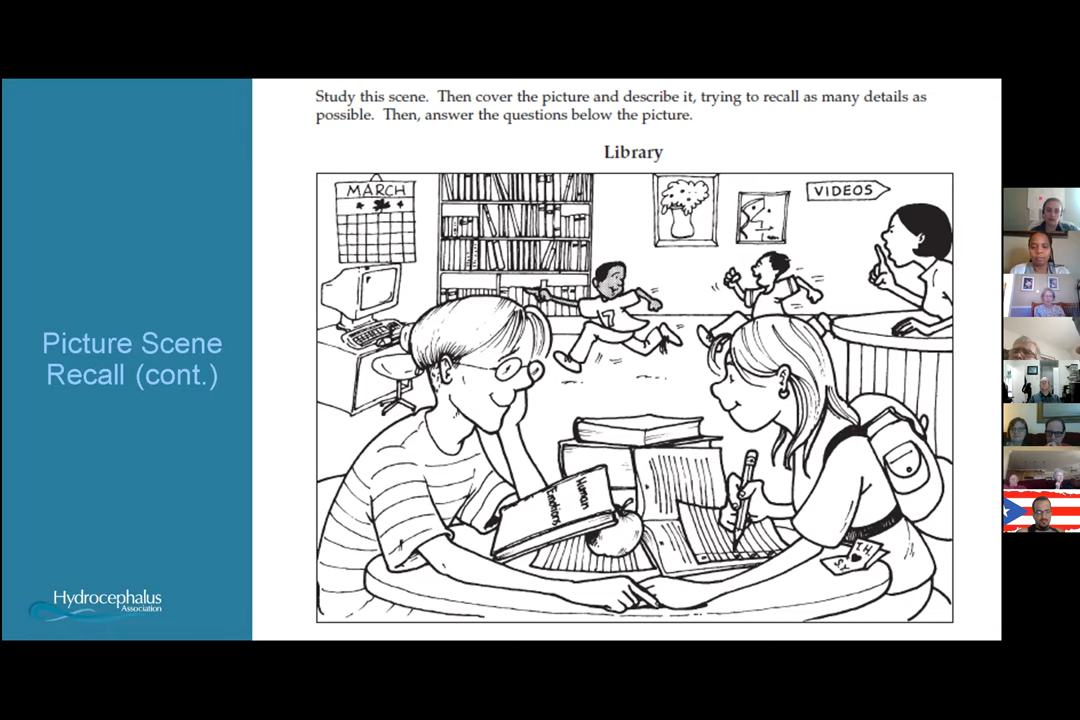 Study this scene. Then cover the picture and describe it, trying to recall as many details as
possible. Then, answer the questions below the picture.
Library
MARCH
VIDEOS
17
Picture Scene
Recall (cont.)
Human
Emotions
T.H.
S.Y.
Hydrocephalus
Association